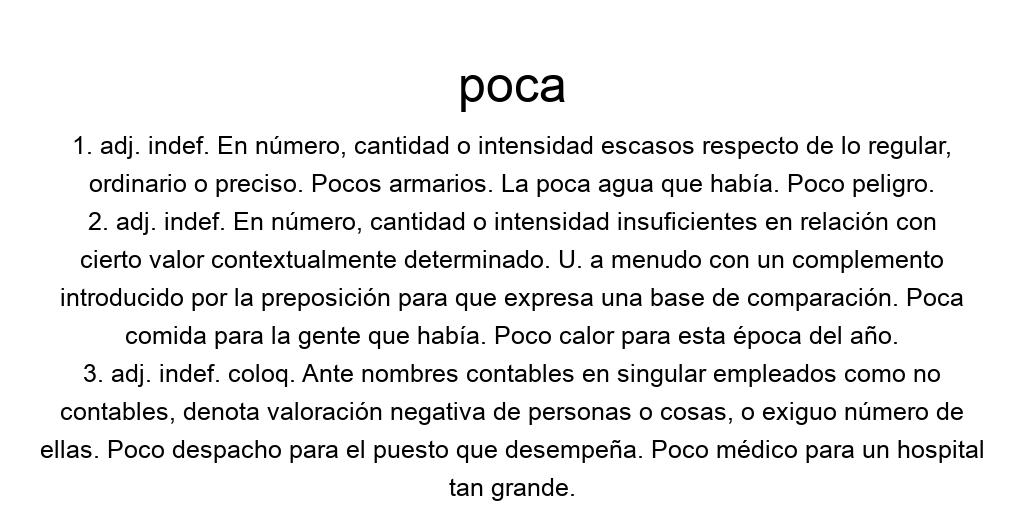 poca
1. adj. indef. En número, cantidad o intensidad escasos respecto de lo regular,
ordinario o preciso. Pocos armarios. La poca agua que había. Poco peligro.
2. adj. indef. En número, cantidad o intensidad insuficientes en relación con
cierto valor contextualmente determinado. U. a menudo con un complemento
introducido por la preposición para que expresa una base de comparación. Poca
comida para la gente que había. Poco calor para esta época del año.
3. adj. indef. coloq. Ante nombres contables en singular empleados como no
contables, denota valoración negativa de personas o cosas, o exiguo número de
ellas. Poco despacho para el puesto que desempeña. Poco médico para un hospital
tan grande.